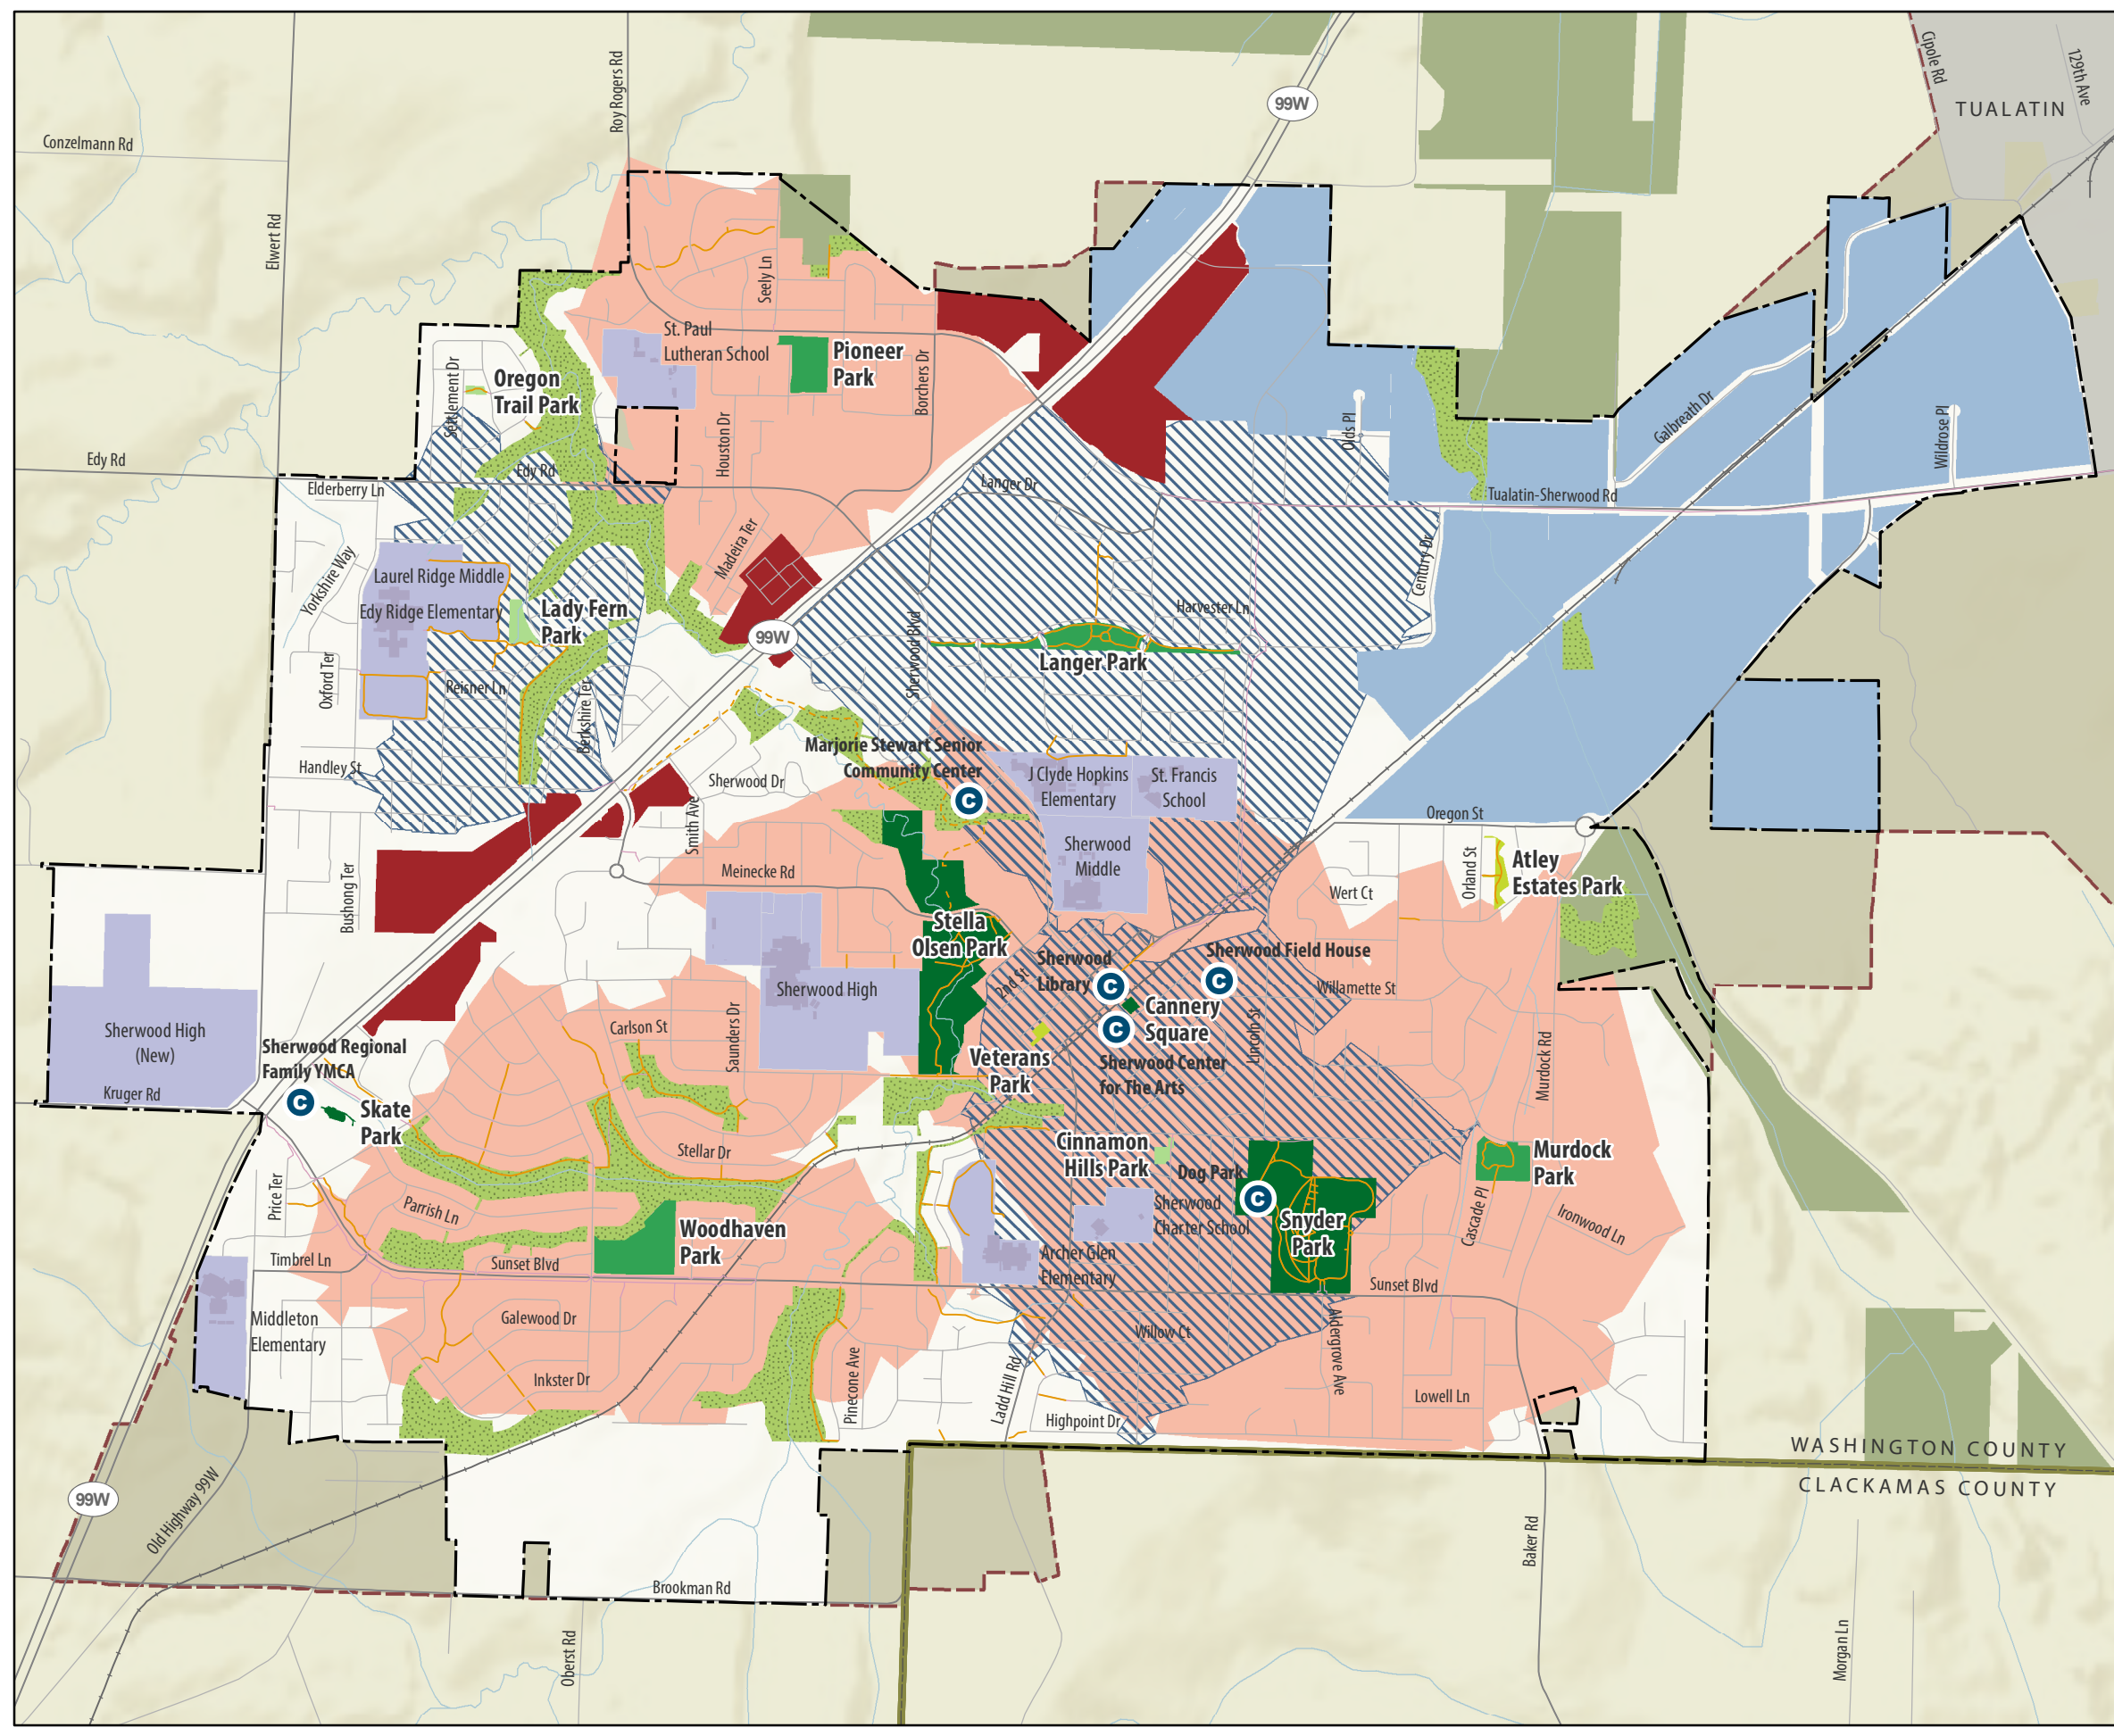 Cipole Rd
129th Ave
TUALATIN
99W
Roy Rogers Rd
Conzelmann Rd
Elwert Rd
Seely Ln
St. Paul
Lutheran School
Pioneer
Park
Borchers Dr
Settlement Dr
Oregon
Trail Park
Houston Dr
Olds Pl
Galbreath Dr
Wildrose Pl
Edy Rd
Edy Rd
Elderberry Ln
Langer Dr
Tualatin-Sherwood Rd
Madeira Ter
Century Dr
Yorkshire Way
Laurel Ridge Middle
Edy Ridge Elementary
Lady Fern
Park
Harvester Ln
99W
Sherwood Blvd
Langer Park
Oxford Ter
Reisner Ln
Berkshire Ter
Handley St
Marjorie Stewart Senior
Community Center
C
Sherwood Dr
J Clyde Hopkins
Elementary
St. Francis
School
Smith Ave
Oregon St
Meinecke Rd
Sherwood
Middle
Orland St
Atley
Estates Park
Wert Ct
Bushong Ter
Stella
Olsen Park
Sherwood
Library
C
2nd St
Sherwood Field House
C
Sherwood High
Willamette St
Cannery
Square
C
Sherwood Center
for The Arts
Lincoln St
Carlson St
Saunders Dr
Sherwood High
(New)
Sherwood Regional
Family YMCA
C
Veterans
Park
Murdock Rd
Kruger Rd
Skate
Park
Stellar Dr
Cinnamon
Hills Park
Dog Park
C
Murdock
Park
Price Ter
Parrish Ln
Woodhaven
Park
Sherwood
Charter School
Snyder
Park
Cascade Pl
Ironwood Ln
Timbrel Ln
Sunset Blvd
Archer Glen
Elementary
Sunset Blvd
Middleton
Elementary
Galewood Dr
Willow Ct
Aldergrove Ave
Inkster Dr
Pinecone Ave
Ladd Hill Rd
Lowell Ln
Highpoint Dr
WASHINGTON COUNTY
CLACKAMAS COUNTY
99W
Old Highway 99W
Baker Rd
Brookman Rd
Oberst Rd
Morgan Ln